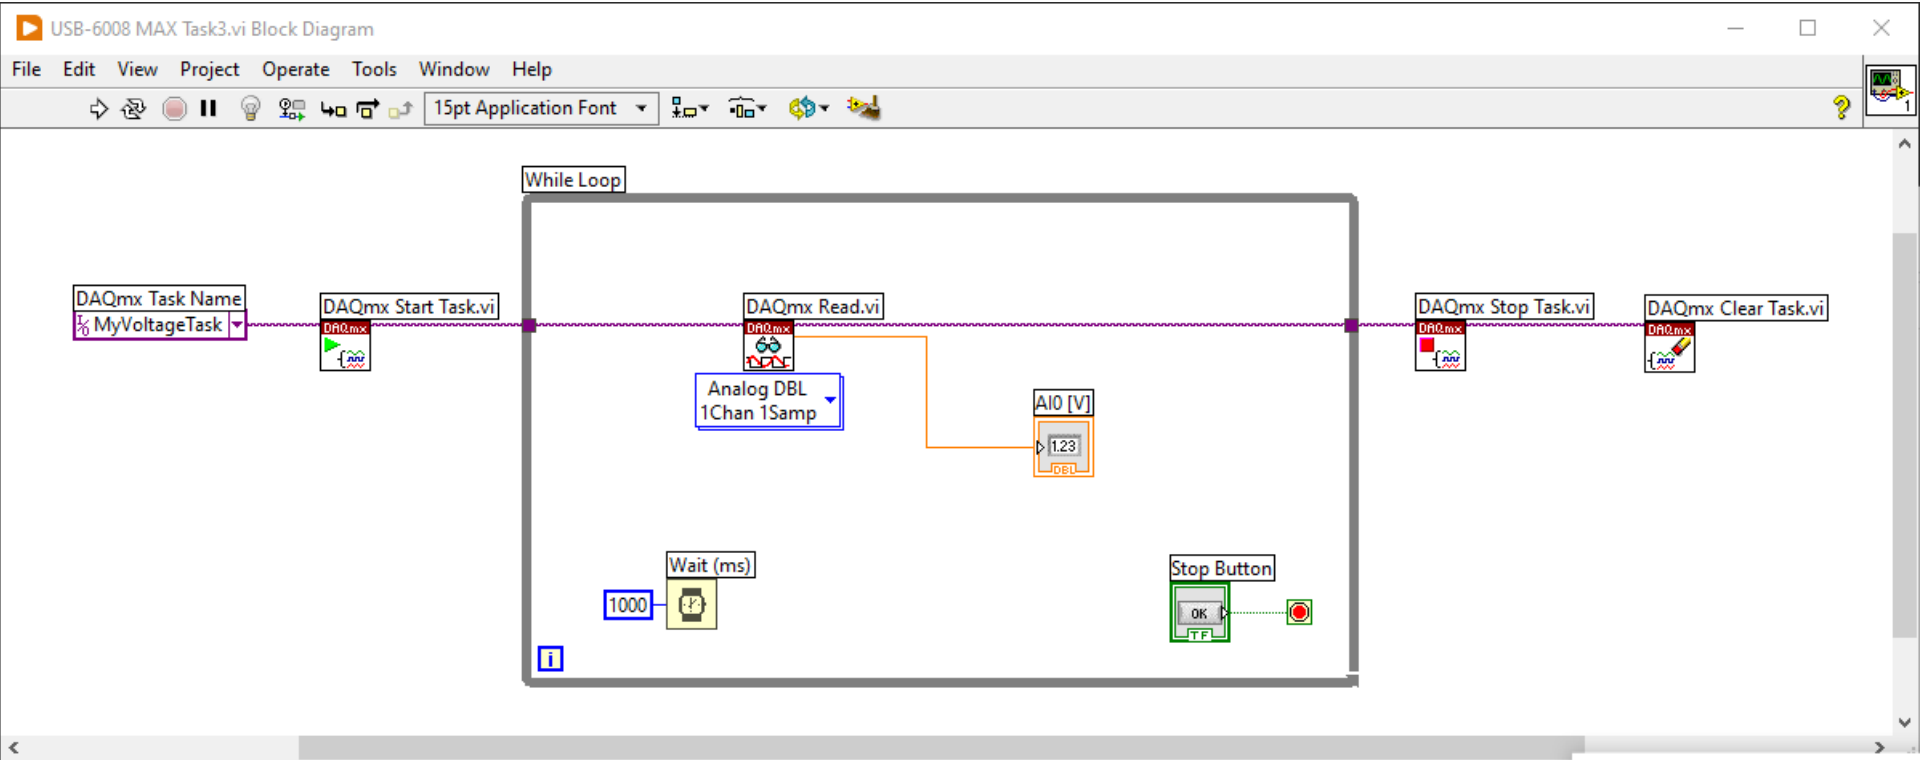 USB-6008 MAX Task3.vi Block Diagram
File Edit View Project Operate Tools Window Help
15pt Application Font
1
While Loop
DAQmx Task Name
I/O MyVoltageTask
DAQmx Start Task.vi
DAQmx
DAQmx Read.vi
DAQmx
Analog DBL
1Chan 1Samp
AI0 [V]
1.23
DBL
DAQmx Stop Task.vi
DAQmx
DAQmx Clear Task.vi
DAQmx
Wait (ms)
1000
Stop Button
OK
TF
i